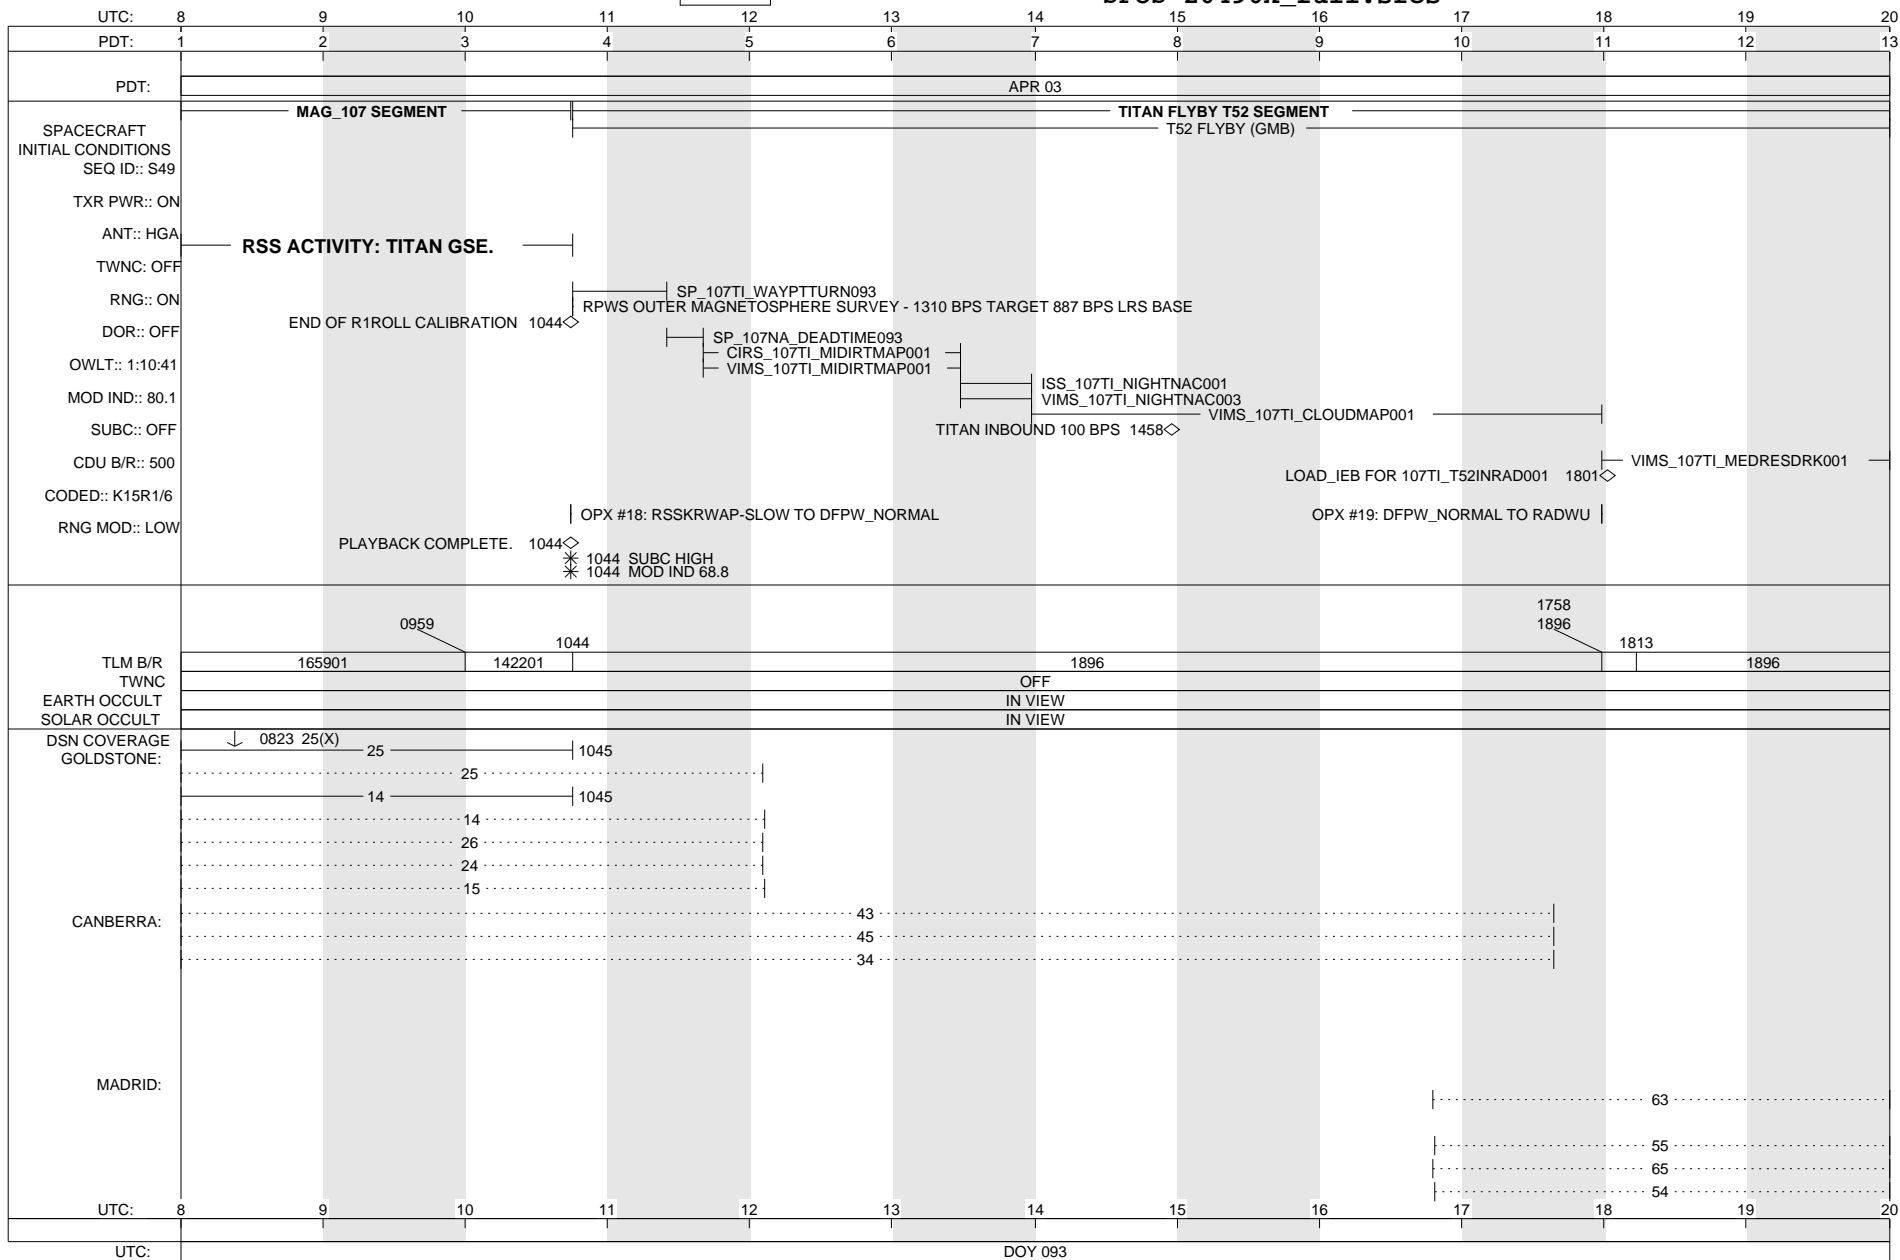 UTC: 8 9 10 11 12 13 14 15 16 17 18 19 20
PDT: 1 2 3 4 5 6 7 8 9 10 11 12 13
PDT: APR 03
MAG_107 SEGMENT TITAN FLYBY T52 SEGMENT
T52 FLYBY (GMB)
SPACECRAFT
INITIAL CONDITIONS
SEQ ID:: S49
TXR PWR:: ON
ANT:: HGA
RSS ACTIVITY: TITAN GSE.
TWNC: OFF
SP_107TI_WAYPTTURN093
RNG:: ON
RPWS OUTER MAGNETOSPHERE SURVEY - 1310 BPS TARGET 887 BPS LRS BASE
END OF R1ROLL CALIBRATION 1044
DOR:: OFF
SP_107NA_DEADTIME093
CIRS_107TI_MIDIRTMAP001
OWLT:: 1:10:41
VIMS_107TI_MIDIRTMAP001
ISS_107TI_NIGHTNAC001
MOD IND:: 80.1
VIMS_107TI_NIGHTNAC003
VIMS_107TI_CLOUDMAP001
SUBC:: OFF
TITAN INBOUND 100 BPS 1458
CDU B/R:: 500
VIMS_107TI_MEDRESDRK001
LOAD_IEB FOR 107TI_T52INRAD001 1801
CODED:: K15R1/6
OPX #18: RSSKRWAP-SLOW TO DFPW_NORMAL OPX #19: DFPW_NORMAL TO RADWU
RNG MOD:: LOW
PLAYBACK COMPLETE. 1044
1044 SUBC HIGH
1044 MOD IND 68.8
1758
0959 1896
1044 1813
TLM B/R 165901 142201 1896 1896
TWNC OFF
EARTH OCCULT IN VIEW
SOLAR OCCULT IN VIEW
DSN COVERAGE 0823 25(X)
GOLDSTONE: 25 1045
25
14 1045
14
26
24
15
CANBERRA: 43
45
34
MADRID:
63
55
65
54
UTC: 8 9 10 11 12 13 14 15 16 17 18 19 20
UTC: DOY 093